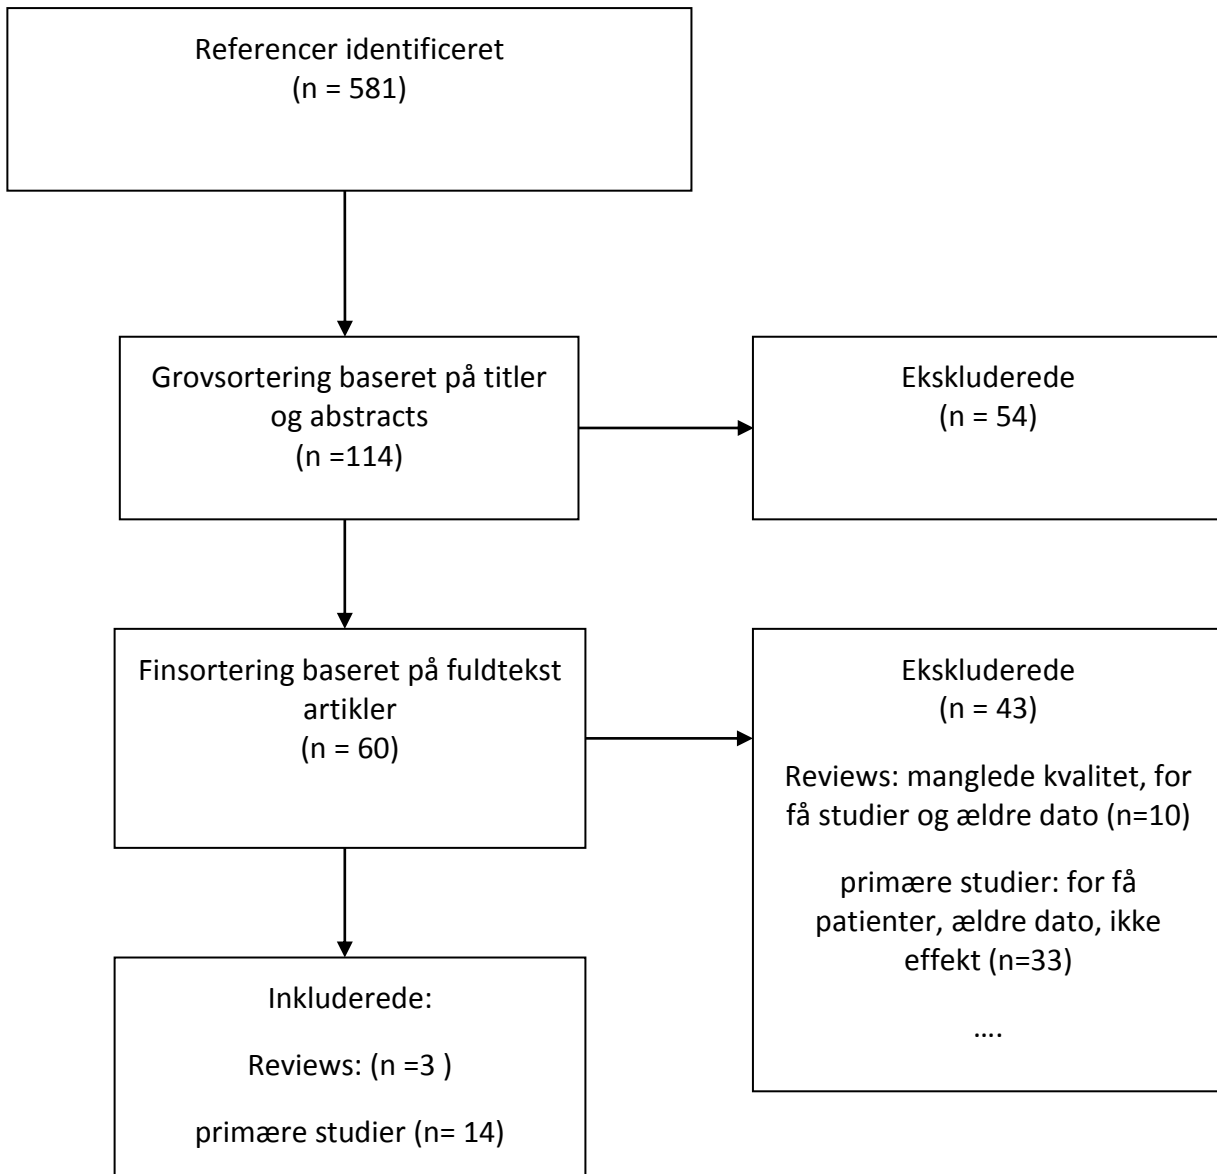 Referencer identificeret
(n = 581)
Grovsortering baseret på titler
og abstracts
(n =114)
Ekskluderede
(n = 54)
Finsortering baseret på fuldtekst
artikler
(n = 60)
Ekskluderede
(n = 43)
Reviews: manglede kvalitet, for
få studier og ældre dato (n=10)
primære studier: for få
patienter, ældre dato, ikke
effekt (n=33)
....
Inkluderede:
Reviews: (n =3 )
primære studier (n= 14)